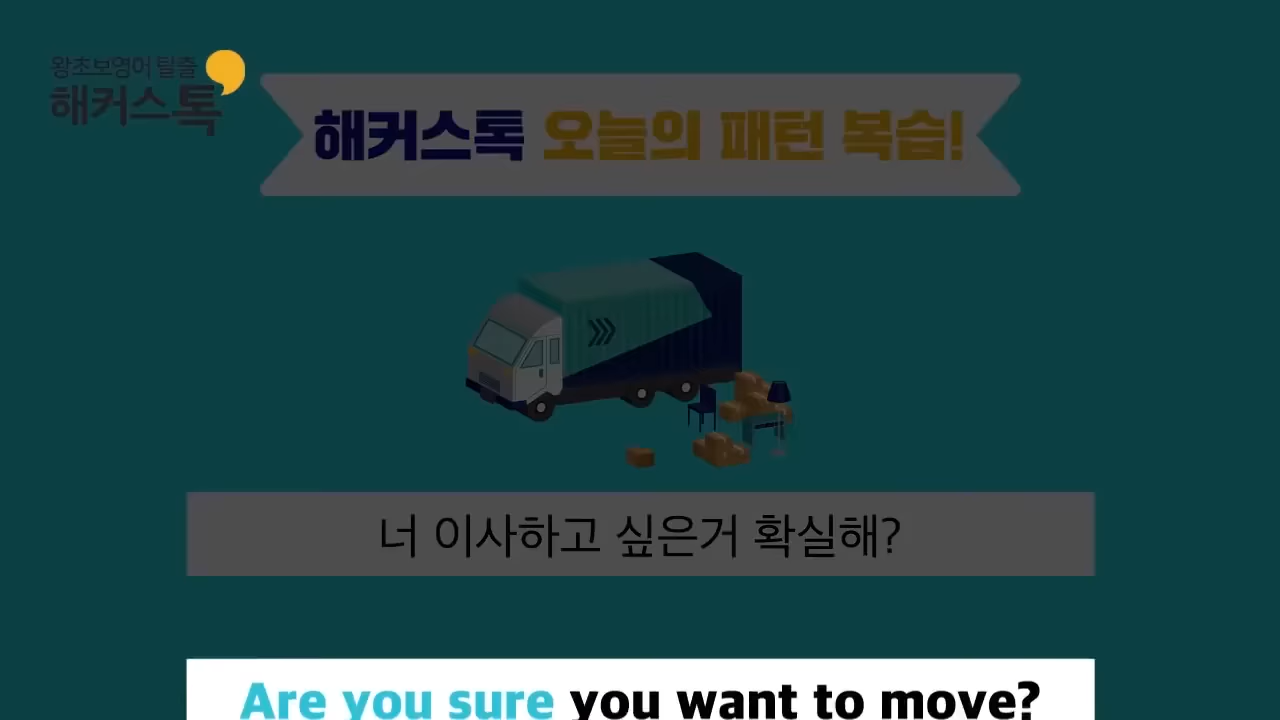 왕초보영어 탈출
해커스톡
해커스톡 오늘의 패턴 복습!
너 이사하고 싶은거 확실해?
Are you sure you want to move?